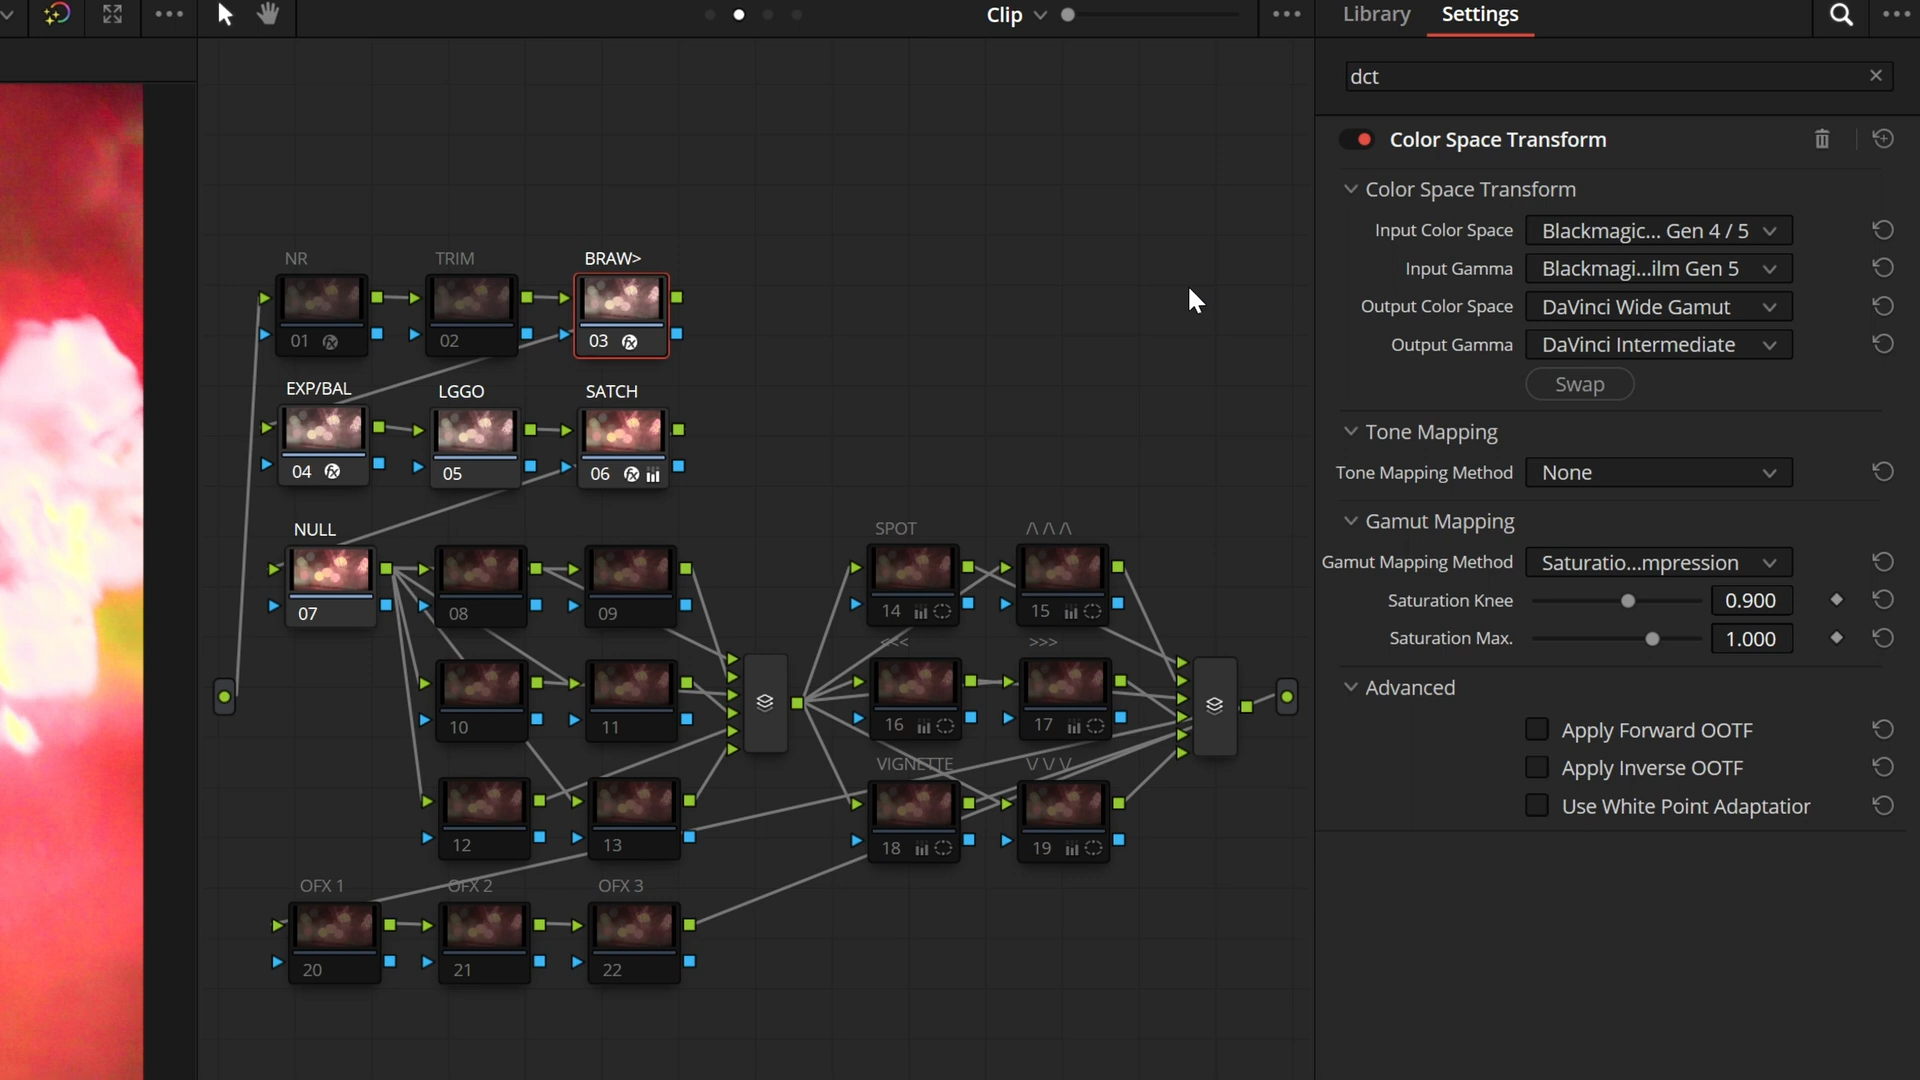 Clip
Library
Settings
dct
Color Space Transform
Color Space Transform
Input Color Space
Blackmagic... Gen 4 / 5
Input Gamma
Blackmagi...ilm Gen 5
Output Color Space
DaVinci Wide Gamut
Output Gamma
DaVinci Intermediate
Swap
Tone Mapping
Tone Mapping Method
None
Gamut Mapping
Gamut Mapping Method
Saturatio...mpression
Saturation Knee
0.900
Saturation Max.
1.000
Advanced
Apply Forward OOTF
Apply Inverse OOTF
Use White Point Adaptatior
NR
TRIM
BRAW>
01
02
03
EXP/BAL
LGGO
SATCH
04
05
06
NULL
07
08
09
10
11
12
13
SPOT
/\/\/\
14
15
<<<
>>>
16
17
VIGNETTE
\/\/\/
18
19
OFX 1
OFX 2
OFX 3
20
21
22